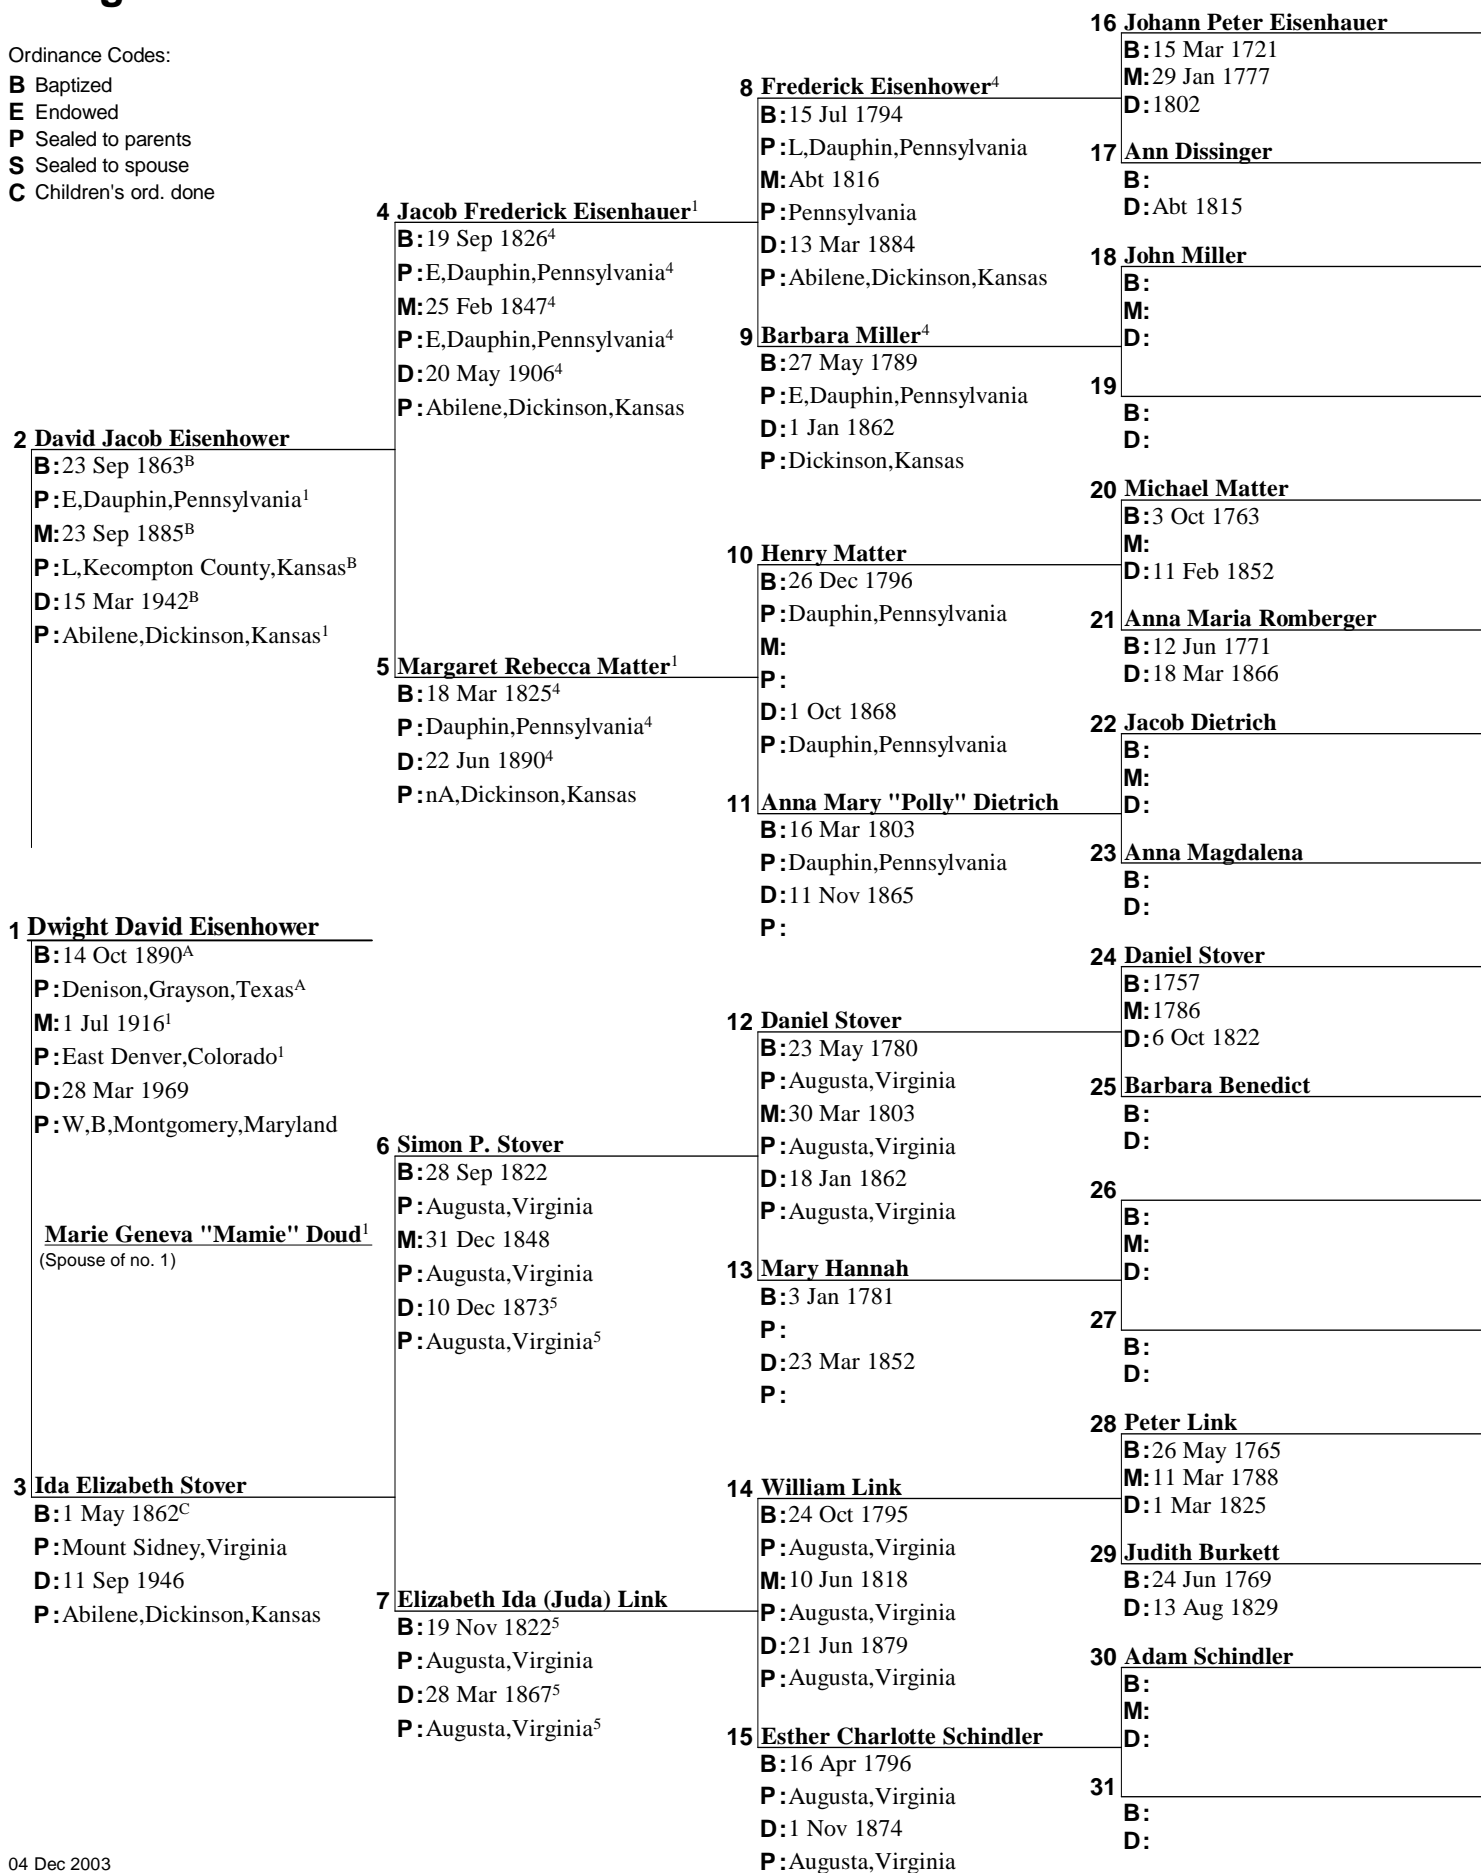 Ordinance Codes:
B Baptized
E Endowed
P Sealed to parents
S Sealed to spouse
C Children's ord. done
2 David Jacob Eisenhower
B:23 Sep 1863B
P:E,Dauphin,Pennsylvania1
M:23 Sep 1885B
P:L,Kecompton County,KansasB
D:15 Mar 1942B
P:Abilene,Dickinson,Kansas1
1 Dwight David Eisenhower
B:14 Oct 1890A
P:Denison,Grayson,TexasA
M:1 Jul 19161
P:East Denver,Colorado1
D:28 Mar 1969
P:W,B,Montgomery,Maryland
Marie Geneva "Mamie" Doud1
(Spouse of no. 1)
3 Ida Elizabeth Stover
B:1 May 1862C
P:Mount Sidney,Virginia
D:11 Sep 1946
P:Abilene,Dickinson,Kansas
4 Jacob Frederick Eisenhauer1
B:19 Sep 18264
P:E,Dauphin,Pennsylvania4
M:25 Feb 18474
P:E,Dauphin,Pennsylvania4
D:20 May 19064
P:Abilene,Dickinson,Kansas
5 Margaret Rebecca Matter1
B:18 Mar 18254
P:Dauphin,Pennsylvania4
D:22 Jun 18904
P:nA,Dickinson,Kansas
6 Simon P. Stover
B:28 Sep 1822
P:Augusta,Virginia
M:31 Dec 1848
P:Augusta,Virginia
D:10 Dec 18735
P:Augusta,Virginia5
7 Elizabeth Ida (Juda) Link
B:19 Nov 18225
P:Augusta,Virginia
D:28 Mar 18675
P:Augusta,Virginia5
8 Frederick Eisenhower4
B:15 Jul 1794
P:L,Dauphin,Pennsylvania
M:Abt 1816
P:Pennsylvania
D:13 Mar 1884
P:Abilene,Dickinson,Kansas
9 Barbara Miller4
B:27 May 1789
P:E,Dauphin,Pennsylvania
D:1 Jan 1862
P:Dickinson,Kansas
10 Henry Matter
B:26 Dec 1796
P:Dauphin,Pennsylvania
M:
P:
D:1 Oct 1868
P:Dauphin,Pennsylvania
11 Anna Mary "Polly" Dietrich
B:16 Mar 1803
P:Dauphin,Pennsylvania
D:11 Nov 1865
P:
12 Daniel Stover
B:23 May 1780
P:Augusta,Virginia
M:30 Mar 1803
P:Augusta,Virginia
D:18 Jan 1862
P:Augusta,Virginia
13 Mary Hannah
B:3 Jan 1781
P:
D:23 Mar 1852
P:
14 William Link
B:24 Oct 1795
P:Augusta,Virginia
M:10 Jun 1818
P:Augusta,Virginia
D:21 Jun 1879
P:Augusta,Virginia
15 Esther Charlotte Schindler
B:16 Apr 1796
P:Augusta,Virginia
D:1 Nov 1874
P:Augusta,Virginia
16 Johann Peter Eisenhauer
B:15 Mar 1721
M:29 Jan 1777
D:1802
17 Ann Dissinger
B:
D:Abt 1815
18 John Miller
B:
M:
D:
19
B:
D:
20 Michael Matter
B:3 Oct 1763
M:
D:11 Feb 1852
21 Anna Maria Romberger
B:12 Jun 1771
D:18 Mar 1866
22 Jacob Dietrich
B:
M:
D:
23 Anna Magdalena
B:
D:
24 Daniel Stover
B:1757
M:1786
D:6 Oct 1822
25 Barbara Benedict
B:
D:
26
B:
M:
D:
27
B:
D:
28 Peter Link
B:26 May 1765
M:11 Mar 1788
D:1 Mar 1825
29 Judith Burkett
B:24 Jun 1769
D:13 Aug 1829
30 Adam Schindler
B:
M:
D:
31
B:
D:
04 Dec 2003